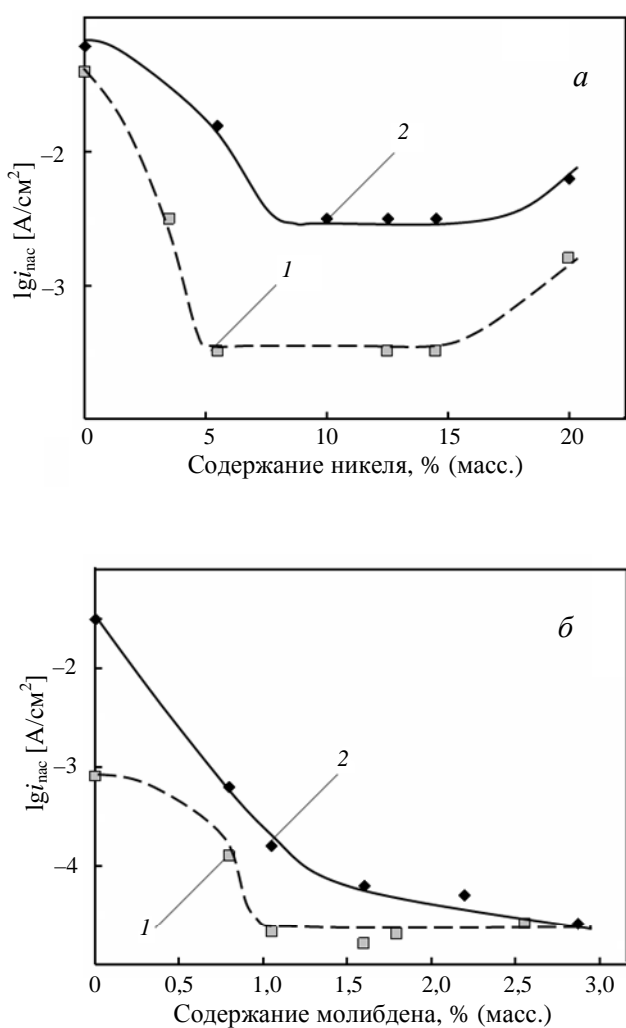 а
2
–2
lgiпас [А/см²]
1
–3
0 5 10 15 20
Содержание никеля, % (масс.)
б
–2
lgiпас [А/см²]
–3
2
–4
1
0 0,5 1,0 1,5 2,0 2,5 3,0
Содержание молибдена, % (масс.)